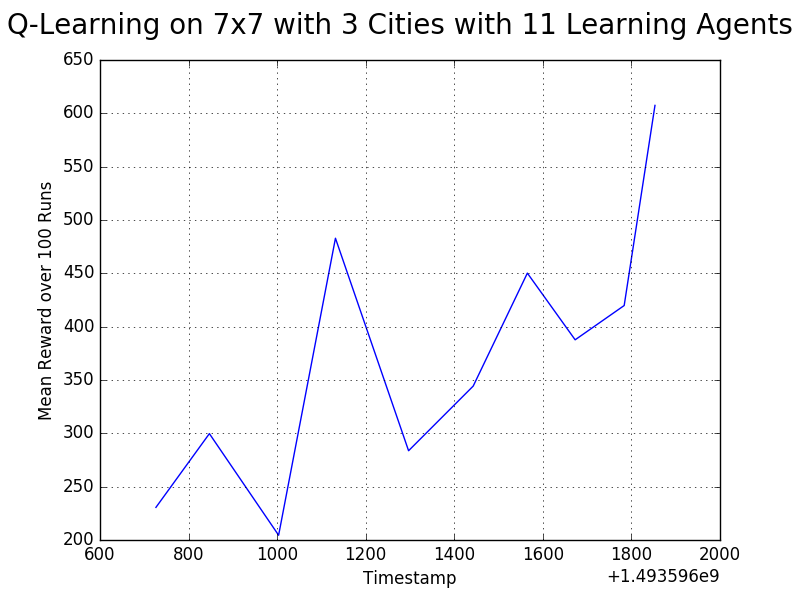 Q-Learning on 7x7 with 3 Cities with 11 Learning Agents
650
600
550
500
450
400
350
300
250
200
Mean Reward over 100 Runs
600 800 1000 1200 1400 1600 1800 2000
Timestamp
+1.493596e9